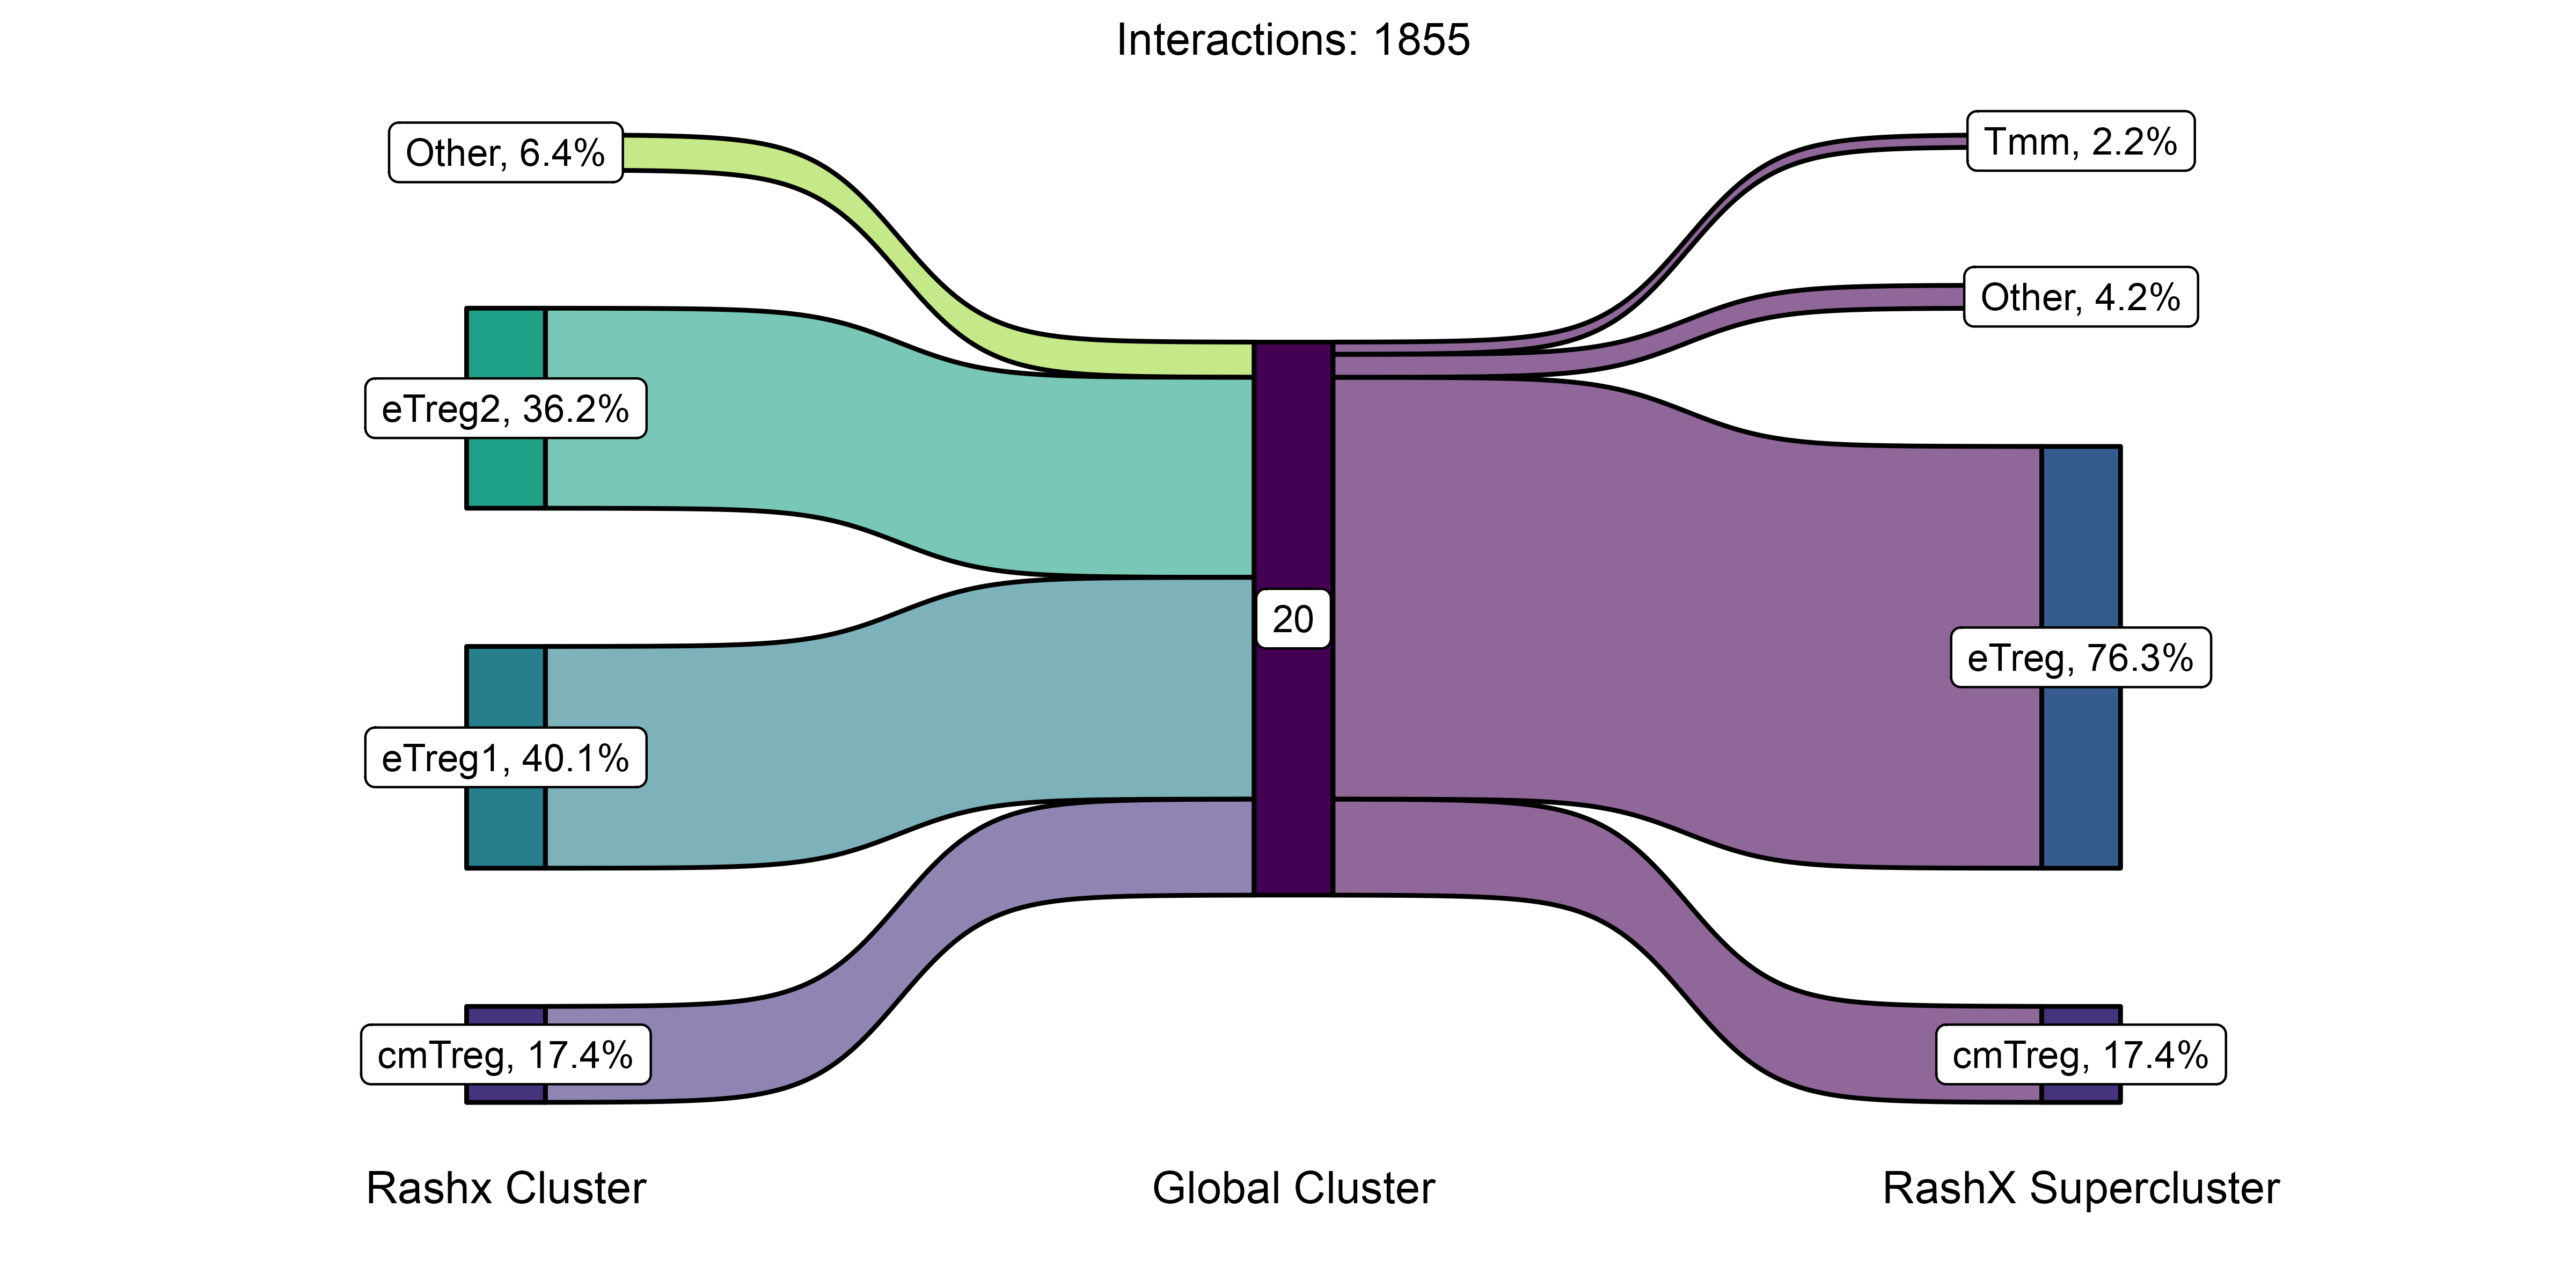 Interactions: 1855
Other, 6.4%
eTreg2, 36.2%
eTreg1, 40.1%
cmTreg, 17.4%
20
Tmm, 2.2%
Other, 4.2%
eTreg, 76.3%
cmTreg, 17.4%
Rashx Cluster
Global Cluster
RashX Supercluster